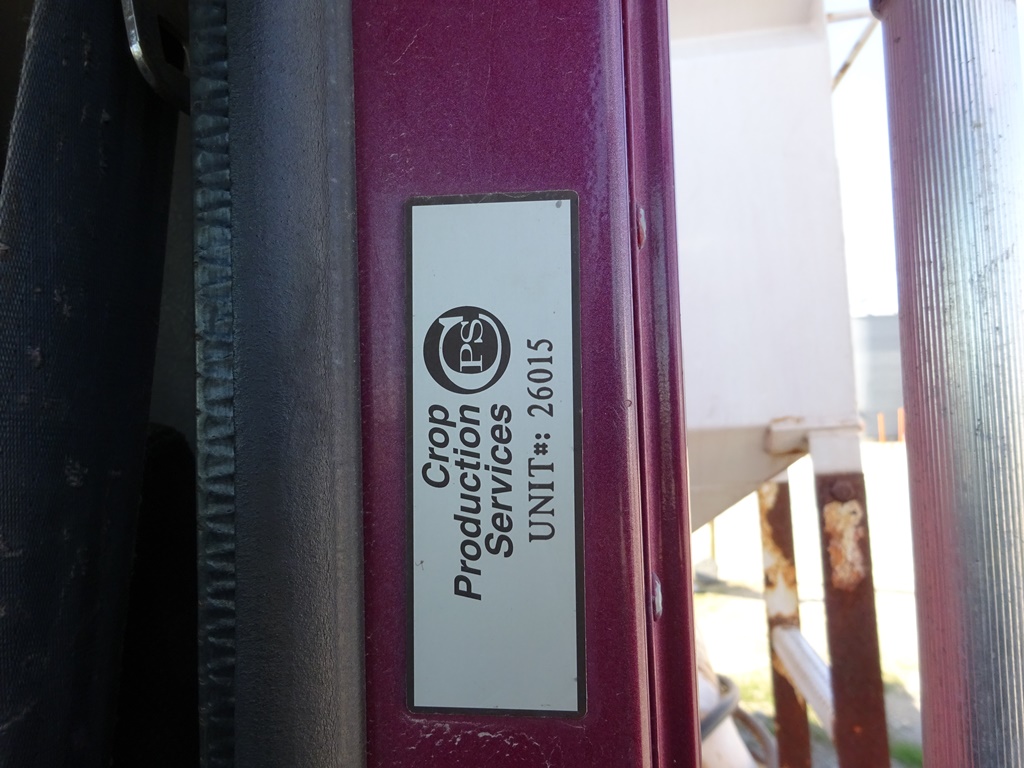 Crop
Production
Services
CPS
UNIT#: 26015